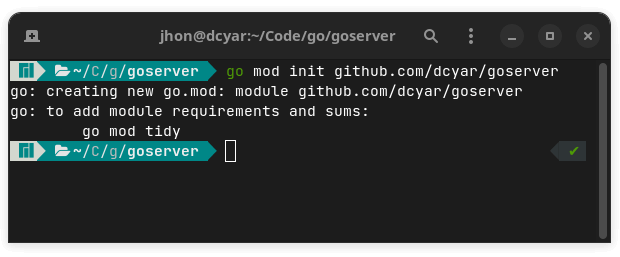 jhon@dcyar:~/Code/go/goserver
~/C/g/goserver go mod init github.com/dcyar/goserver
go: creating new go.mod: module github.com/dcyar/goserver
go: to add module requirements and sums:
        go mod tidy
~/C/g/goserver ✔